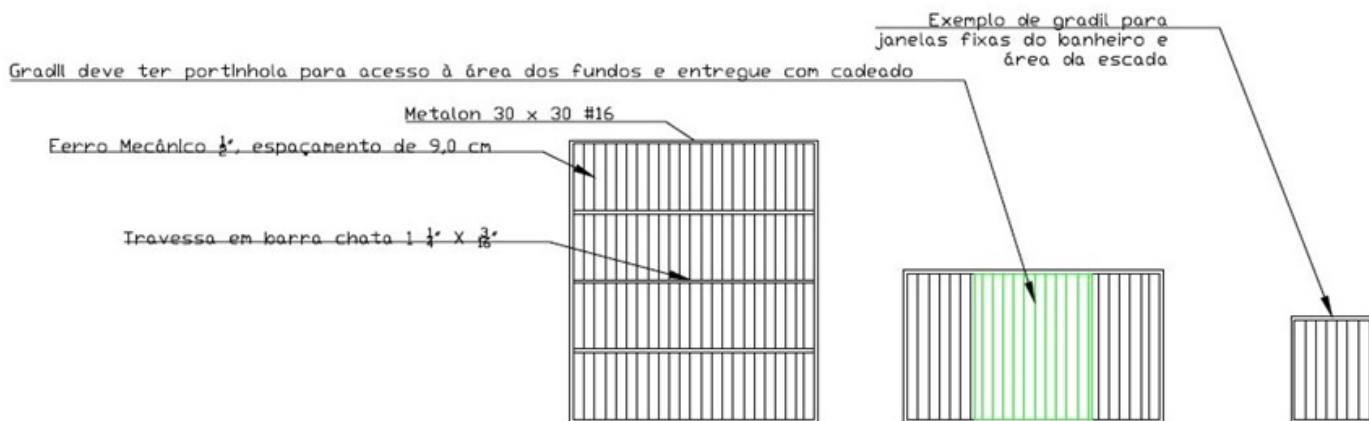 Exemplo de gradil para
janelas fixas do banheiro e
área da escada
Gradil deve ter portinhola para acesso à área dos fundos e entregue com cadeado
Metalon 30 x 30 #16
Ferro Mecânico ½", espaçamento de 9,0 cm
Travessa em barra chata 1 ¼" X 3/16"